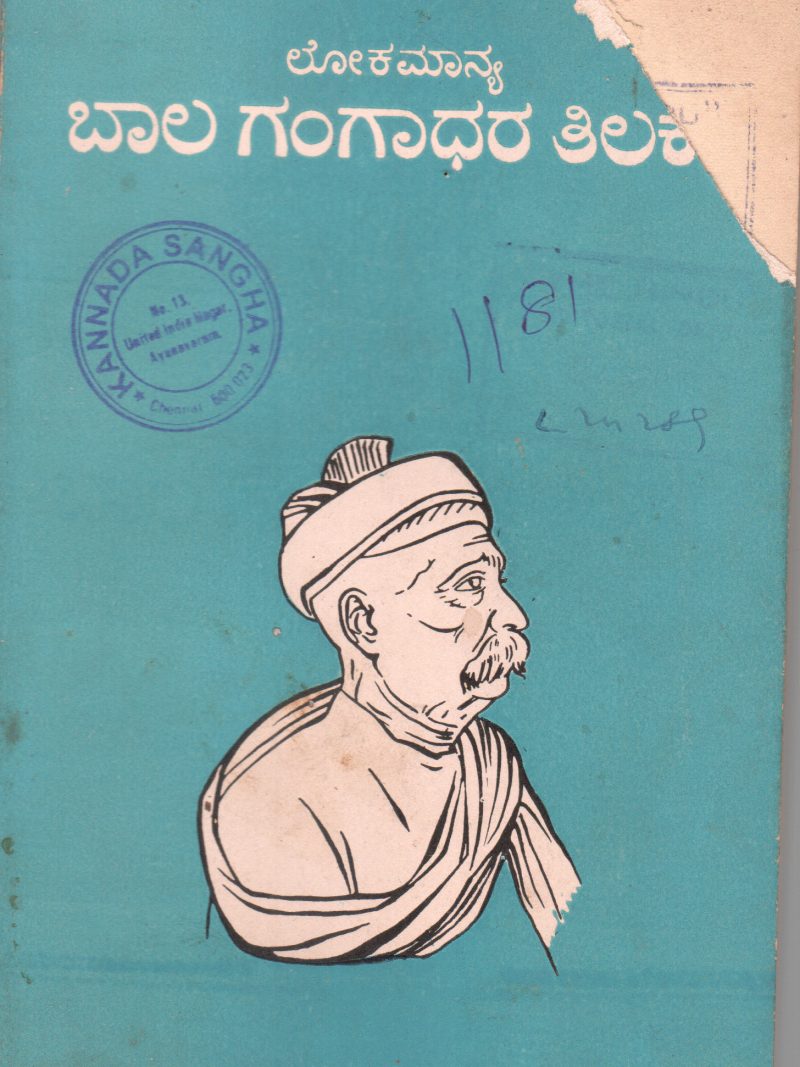 ಲೋಕಮಾನ್ಯ
ಬಾಲ ಗಂಗಾಧರ ತಿಲಕ
KANNADA SANGHA
No. 13,
United India Nagar,
Ayanavaram,
Chennai 600 023
1181